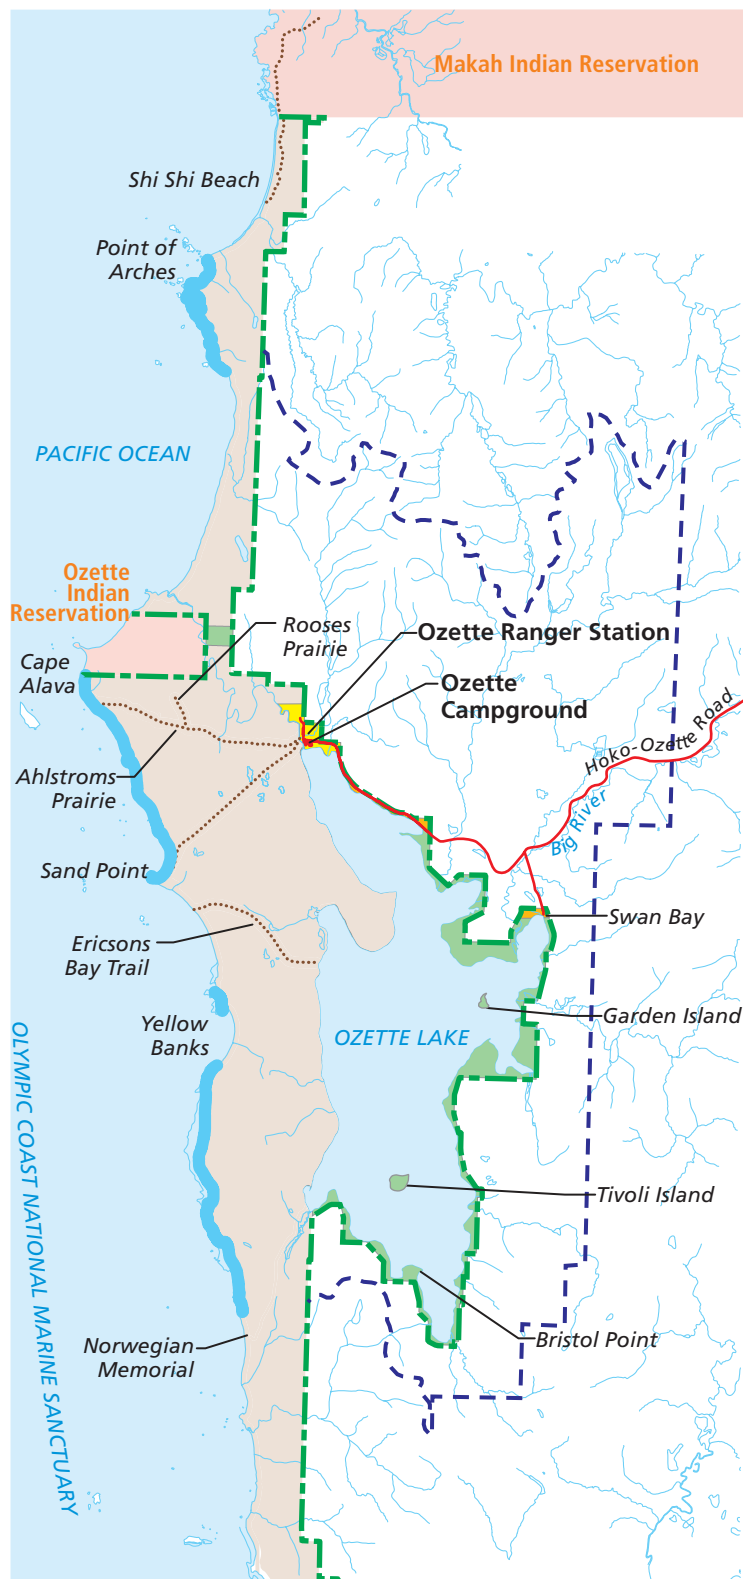 Makah Indian Reservation
Shi Shi Beach
Point of
Arches
PACIFIC OCEAN
Ozette
Indian
Reservation
Rooses
Prairie
Ozette Ranger Station
Cape
Alava
Ozette
Campground
Hoko-Ozette Road
Ahlstroms
Prairie
Big River
Sand Point
Swan Bay
Ericsons
Bay Trail
Garden Island
Yellow
Banks
OZETTE LAKE
OLYMPIC COAST NATIONAL MARINE SANCTUARY
Tivoli Island
Bristol Point
Norwegian
Memorial